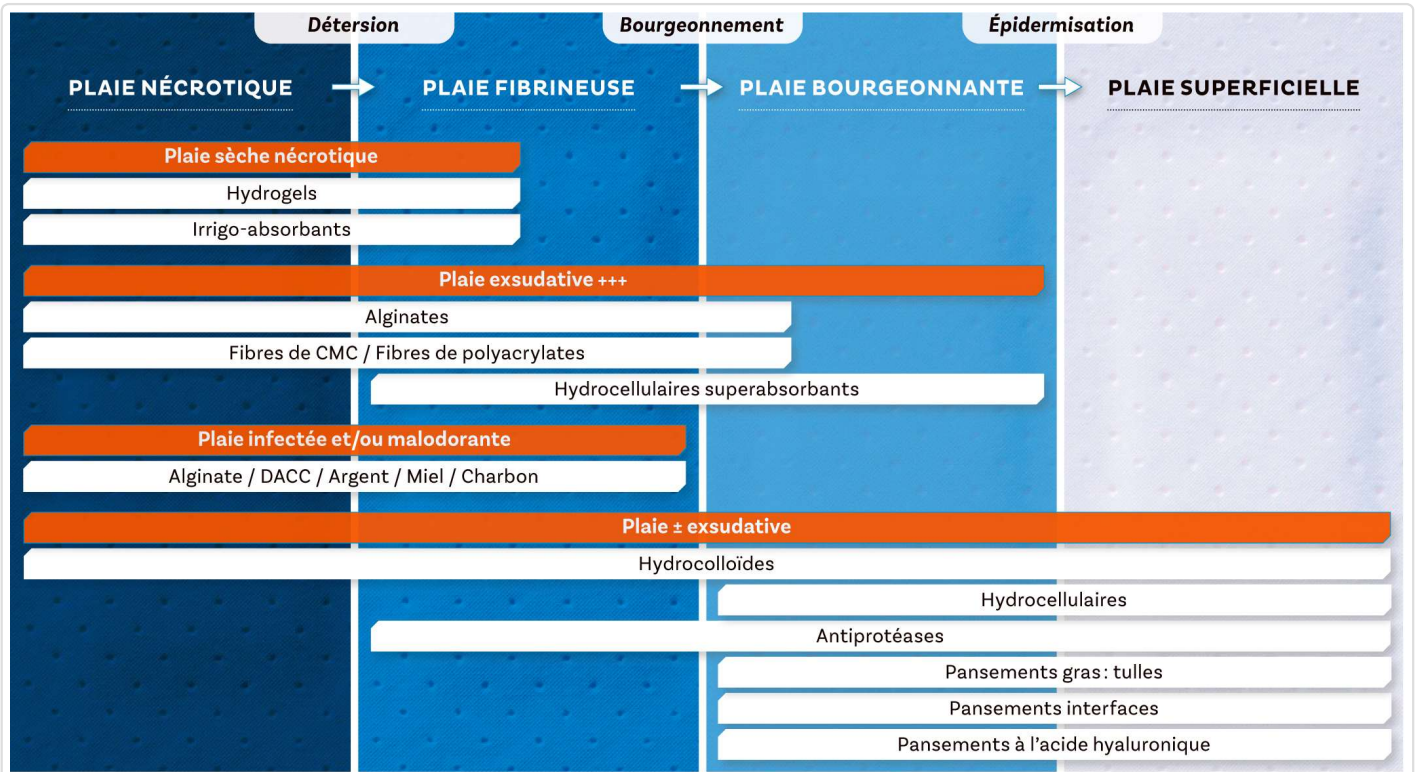 Détersion
Bourgeonnement
Épidermisation
PLAIE NÉCROTIQUE
PLAIE FIBRINEUSE
PLAIE BOURGEONNANTE
PLAIE SUPERFICIELLE
Plaie sèche nécrotique
Hydrogels
Irrigo-absorbants
Plaie exsudative +++
Alginates
Fibres de CMC / Fibres de polyacrylates
Hydrocellulaires superabsorbants
Plaie infectée et/ou malodorante
Alginate / DACC / Argent / Miel / Charbon
Plaie ± exsudative
Hydrocolloïdes
Hydrocellulaires
Antiprotéases
Pansements gras : tulles
Pansements interfaces
Pansements à l'acide hyaluronique